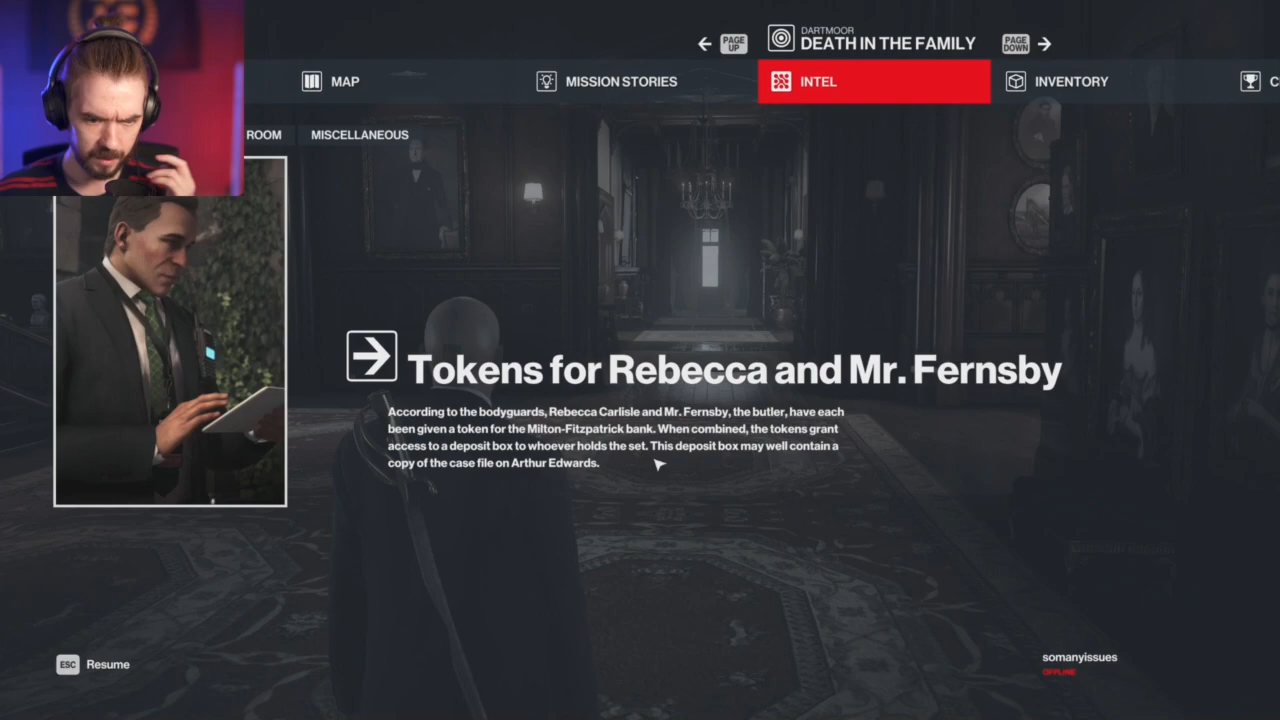 DARTMOOR
PAGE UP
DEATH IN THE FAMILY
PAGE DOWN
MAP
MISSION STORIES
INTEL
INVENTORY
C
ROOM
MISCELLANEOUS
Tokens for Rebecca and Mr. Fernsby
According to the bodyguards, Rebecca Carlisle and Mr. Fernsby, the butler, have each
been given a token for the Milton-Fitzpatrick bank. When combined, the tokens grant
access to a deposit box to whoever holds the set. This deposit box may well contain a
copy of the case file on Arthur Edwards.
ESC Resume
somanyissues
OFFLINE